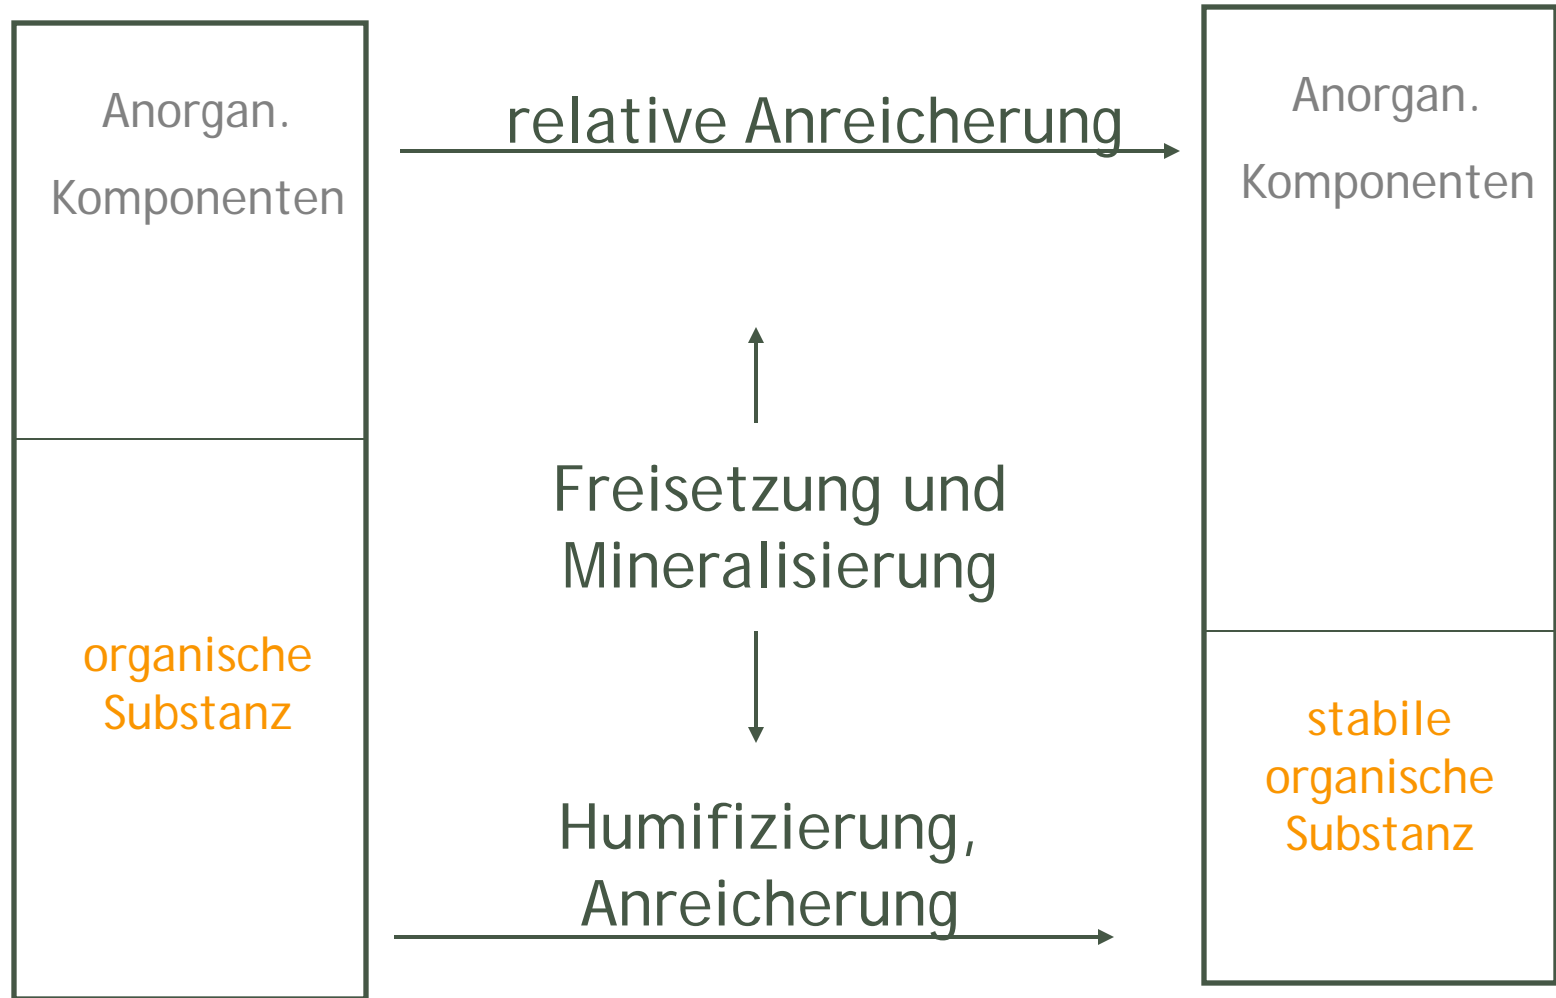 Anorgan.
Komponenten
organische
Substanz
relative Anreicherung
Freisetzung und
Mineralisierung
Humifizierung,
Anreicherung
Anorgan.
Komponenten
stabile
organische
Substanz